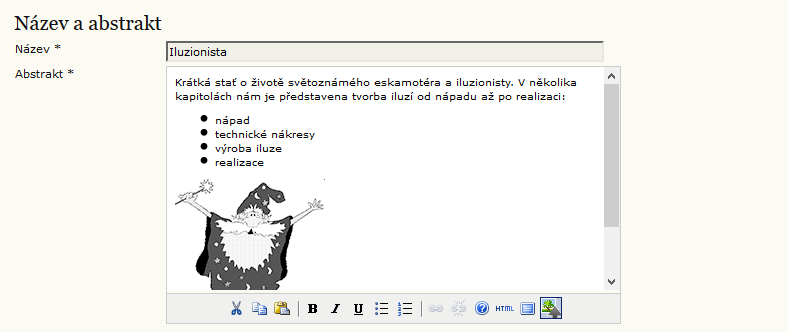 Název a abstrakt
Název *
Iluzionista
Abstrakt *
Krátká stať o životě světoznámého eskamotéra a iluzionisty. V několika
kapitolách nám je představena tvorba iluzí od nápadu až po realizaci:
nápad
technické nákresy
výroba iluze
realizace
B I U HTML